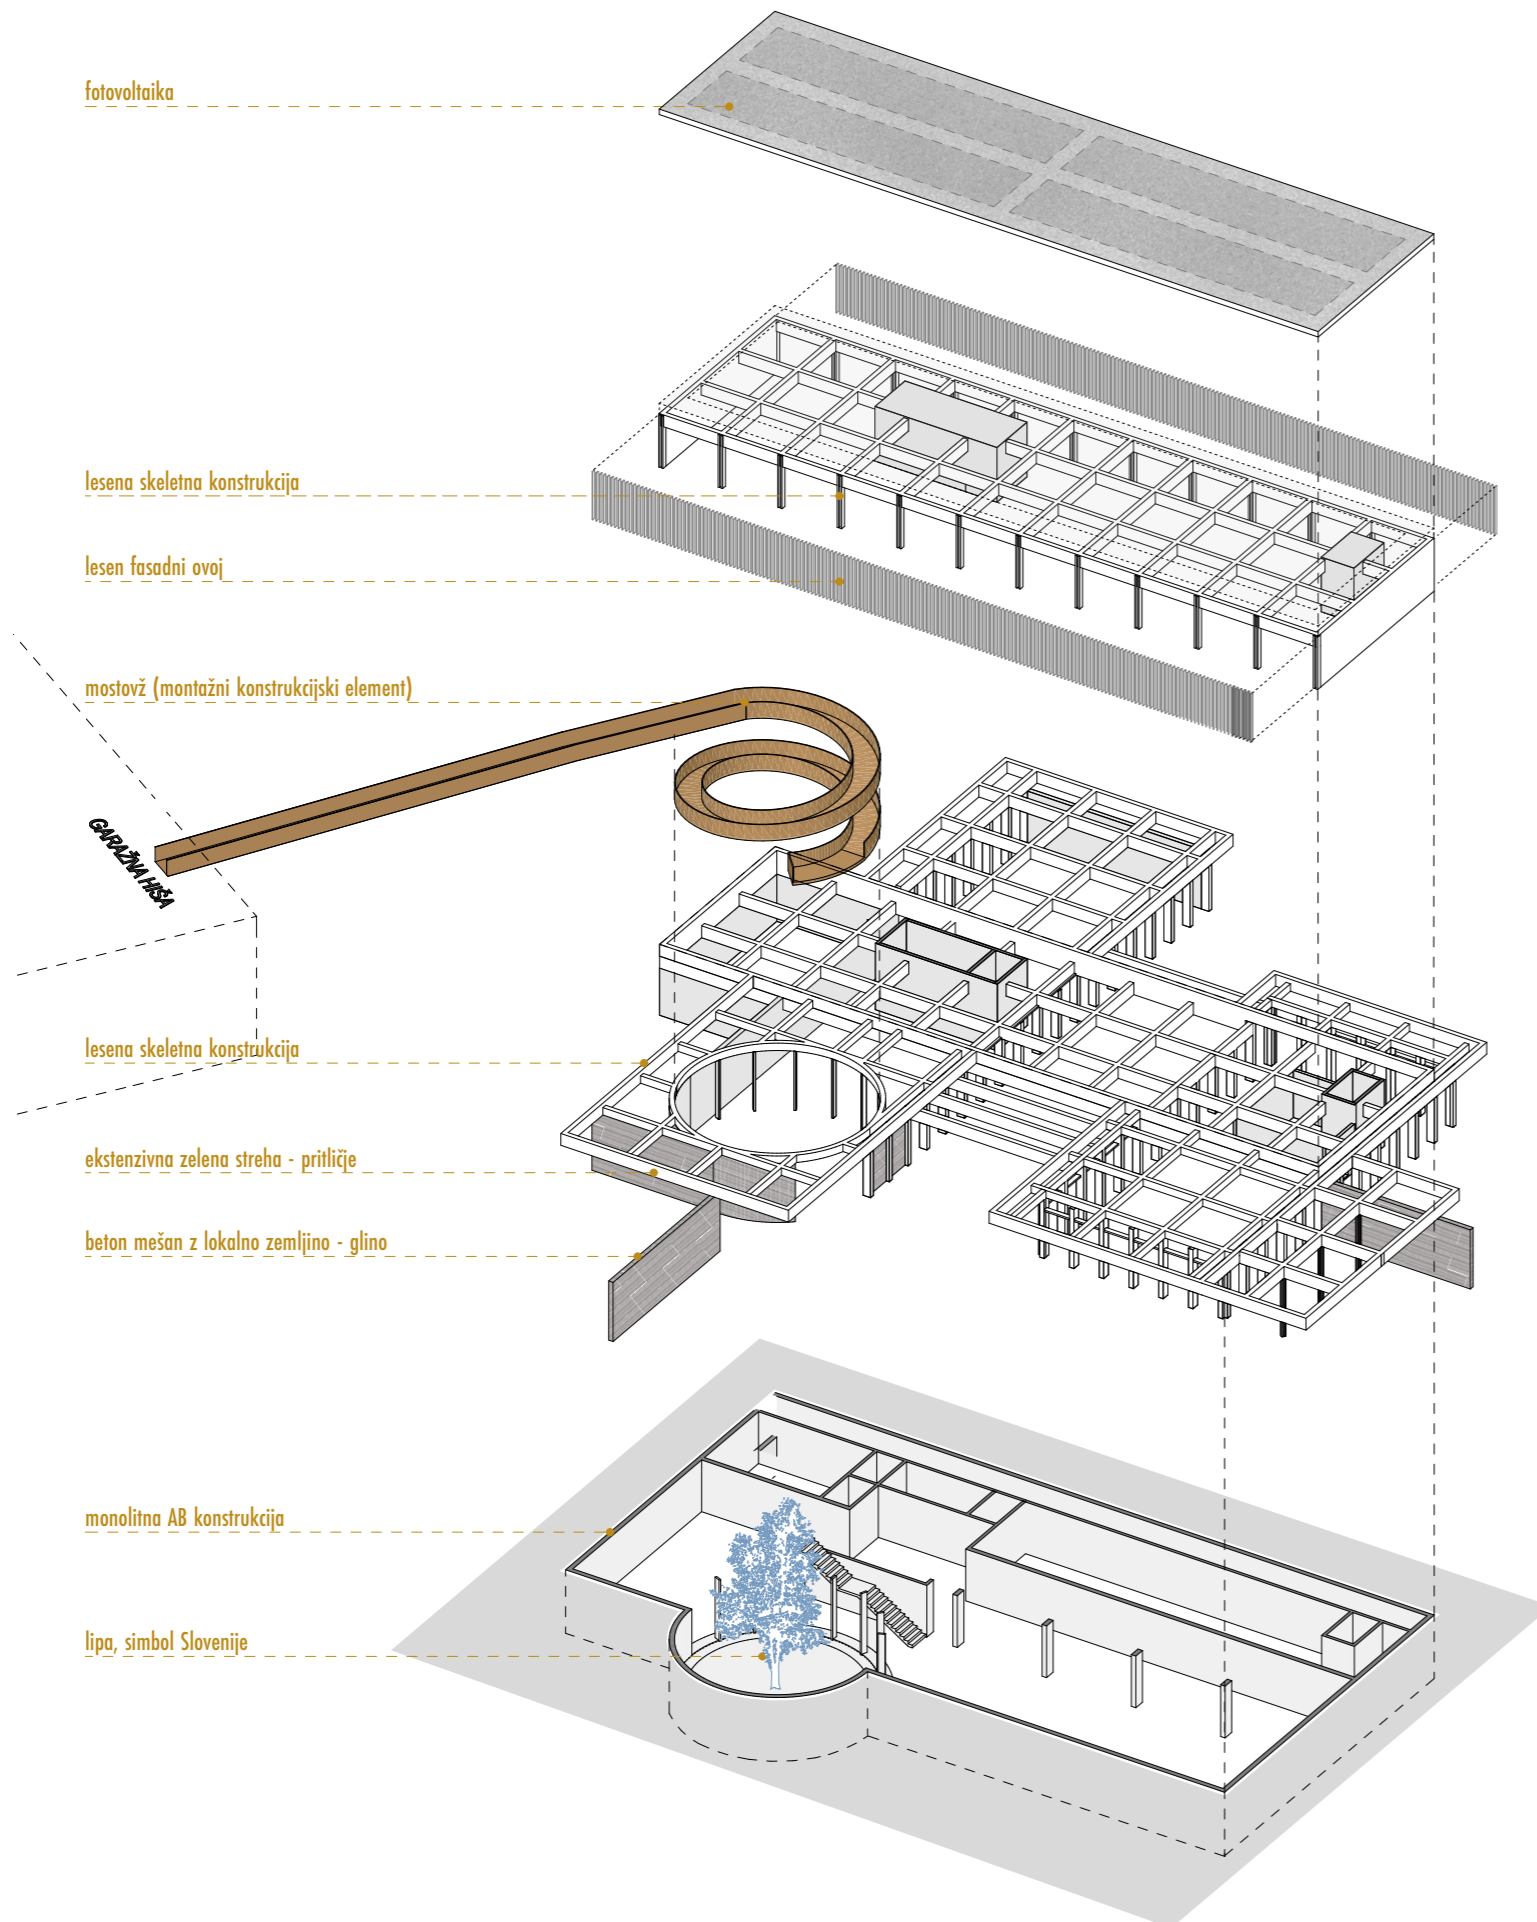 fotovoltaika
lesena skeletna konstrukcija
lesen fasadni ovoj
mostovž (montažni konstrukcijski element)
GARAŽNA HIŠA
lesena skeletna konstrukcija
ekstenzivna zelena streha - pritličje
beton mešan z lokalno zemljino - glino
monolitna AB konstrukcija
lipa, simbol Slovenije